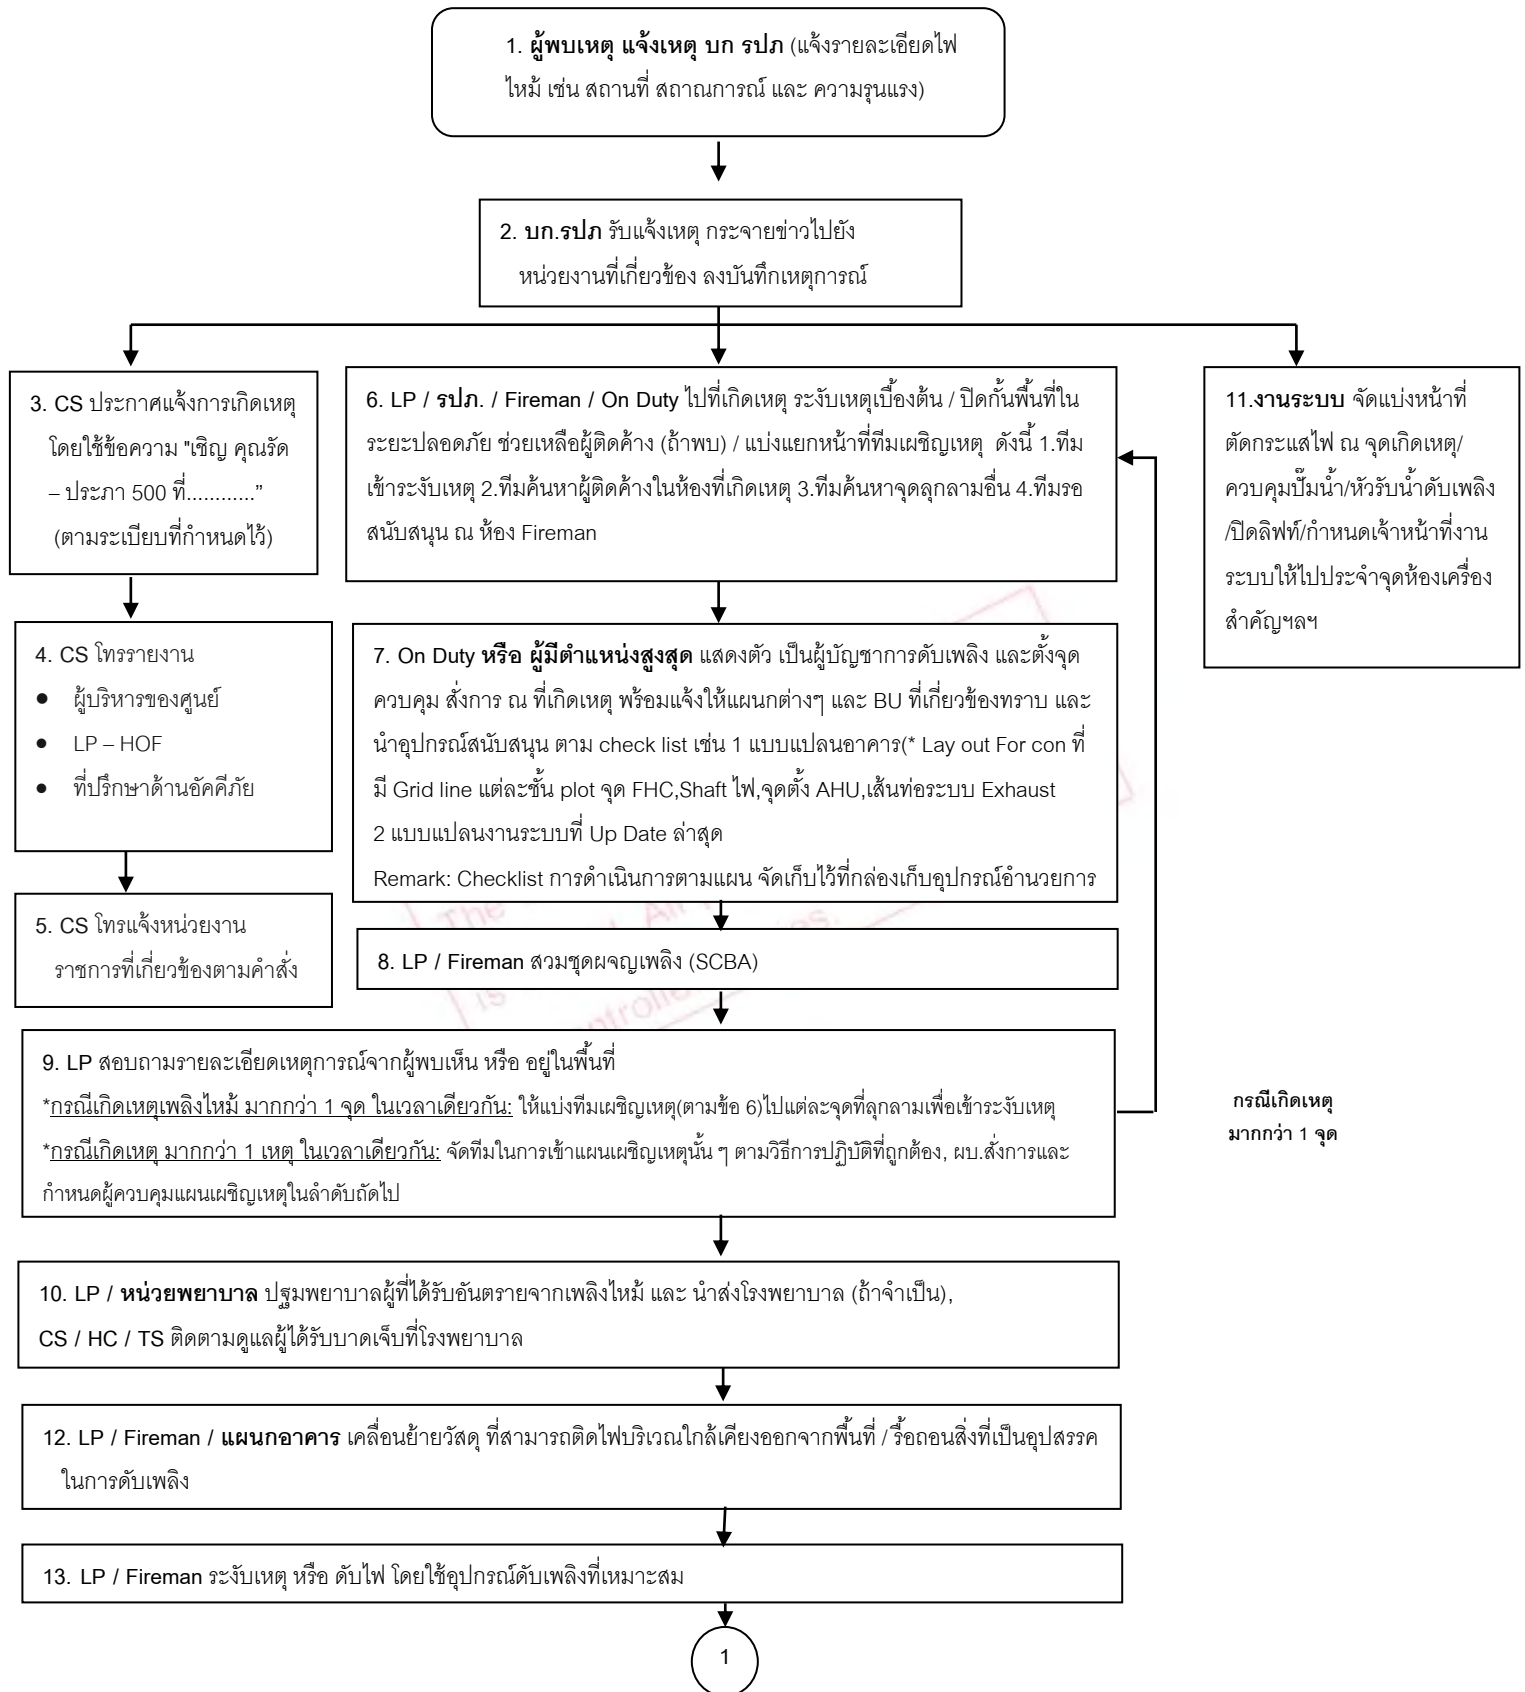 1. ผู้พบเหตุ แจ้งเหตุ บก รปภ (แจ้งรายละเอียดไฟ
ไหม้ เช่น สถานที่ สถาณการณ์ และ ความรุนแรง)
2. บก.รปภ รับแจ้งเหตุ กระจายข่าวไปยัง
หน่วยงานที่เกี่ยวข้อง ลงบันทึกเหตุการณ์
3. CS ประกาศแจ้งการเกิดเหตุ
โดยใช้ข้อความ "เชิญ คุณรัด
– ประภา 500 ที่............”
(ตามระเบียบที่กำหนดไว้)
4. CS โทรรายงาน
● ผู้บริหารของศูนย์
● LP – HOF
● ที่ปรึกษาด้านอัคคีภัย
5. CS โทรแจ้งหน่วยงาน
ราชการที่เกี่ยวข้องตามคำสั่ง
6. LP / รปภ. / Fireman / On Duty ไปที่เกิดเหตุ ระงับเหตุเบื้องต้น / ปิดกั้นพื้นที่ใน
ระยะปลอดภัย ช่วยเหลือผู้ติดค้าง (ถ้าพบ) / แบ่งแยกหน้าที่ทีมเผชิญเหตุ ดังนี้ 1.ทีม
เข้าระงับเหตุ 2.ทีมค้นหาผู้ติดค้างในห้องที่เกิดเหตุ 3.ทีมค้นหาจุดลุกลามอื่น 4.ทีมรอ
สนับสนุน ณ ห้อง Fireman
7. On Duty หรือ ผู้มีตำแหน่งสูงสุด แสดงตัว เป็นผู้บัญชาการดับเพลิง และตั้งจุด
ควบคุม สั่งการ ณ ที่เกิดเหตุ พร้อมแจ้งให้แผนกต่างๆ และ BU ที่เกี่ยวข้องทราบ และ
นำอุปกรณ์สนับสนุน ตาม check list เช่น 1 แบบแปลนอาคาร(* Lay out For con ที่
มี Grid line แต่ละชั้น plot จุด FHC,Shaft ไฟ,จุดตั้ง AHU,เส้นท่อระบบ Exhaust
2 แบบแปลนงานระบบที่ Up Date ล่าสุด
Remark: Checklist การดำเนินการตามแผน จัดเก็บไว้ที่กล่องเก็บอุปกรณ์อำนวยการ
8. LP / Fireman สวมชุดผจญเพลิง (SCBA)
11.งานระบบ จัดแบ่งหน้าที่
ตัดกระแสไฟ ณ จุดเกิดเหตุ/
ควบคุมปั๊มน้ำ/หัวรับน้ำดับเพลิง
/ปิดลิฟท์/กำหนดเจ้าหน้าที่งาน
ระบบให้ไปประจำจุดห้องเครื่อง
สำคัญฯลฯ
9. LP สอบถามรายละเอียดเหตุการณ์จากผู้พบเห็น หรือ อยู่ในพื้นที่
*กรณีเกิดเหตุเพลิงไหม้ มากกว่า 1 จุด ในเวลาเดียวกัน: ให้แบ่งทีมเผชิญเหตุ(ตามข้อ 6)ไปแต่ละจุดที่ลุกลามเพื่อเข้าระงับเหตุ
*กรณีเกิดเหตุ มากกว่า 1 เหตุ ในเวลาเดียวกัน: จัดทีมในการเข้าแผนเผชิญเหตุนั้น ๆ ตามวิธีการปฏิบัติที่ถูกต้อง, ผบ.สั่งการและ
กำหนดผู้ควบคุมแผนเผชิญเหตุในลำดับถัดไป
กรณีเกิดเหตุ
มากกว่า 1 จุด
10. LP / หน่วยพยาบาล ปฐมพยาบาลผู้ที่ได้รับอันตรายจากเพลิงไหม้ และ นำส่งโรงพยาบาล (ถ้าจำเป็น),
CS / HC / TS ติดตามดูแลผู้ได้รับบาดเจ็บที่โรงพยาบาล
12. LP / Fireman / แผนกอาคาร เคลื่อนย้ายวัสดุ ที่สามารถติดไฟบริเวณใกล้เคียงออกจากพื้นที่ / รื้อถอนสิ่งที่เป็นอุปสรรค
ในการดับเพลิง
13. LP / Fireman ระงับเหตุ หรือ ดับไฟ โดยใช้อุปกรณ์ดับเพลิงที่เหมาะสม
1